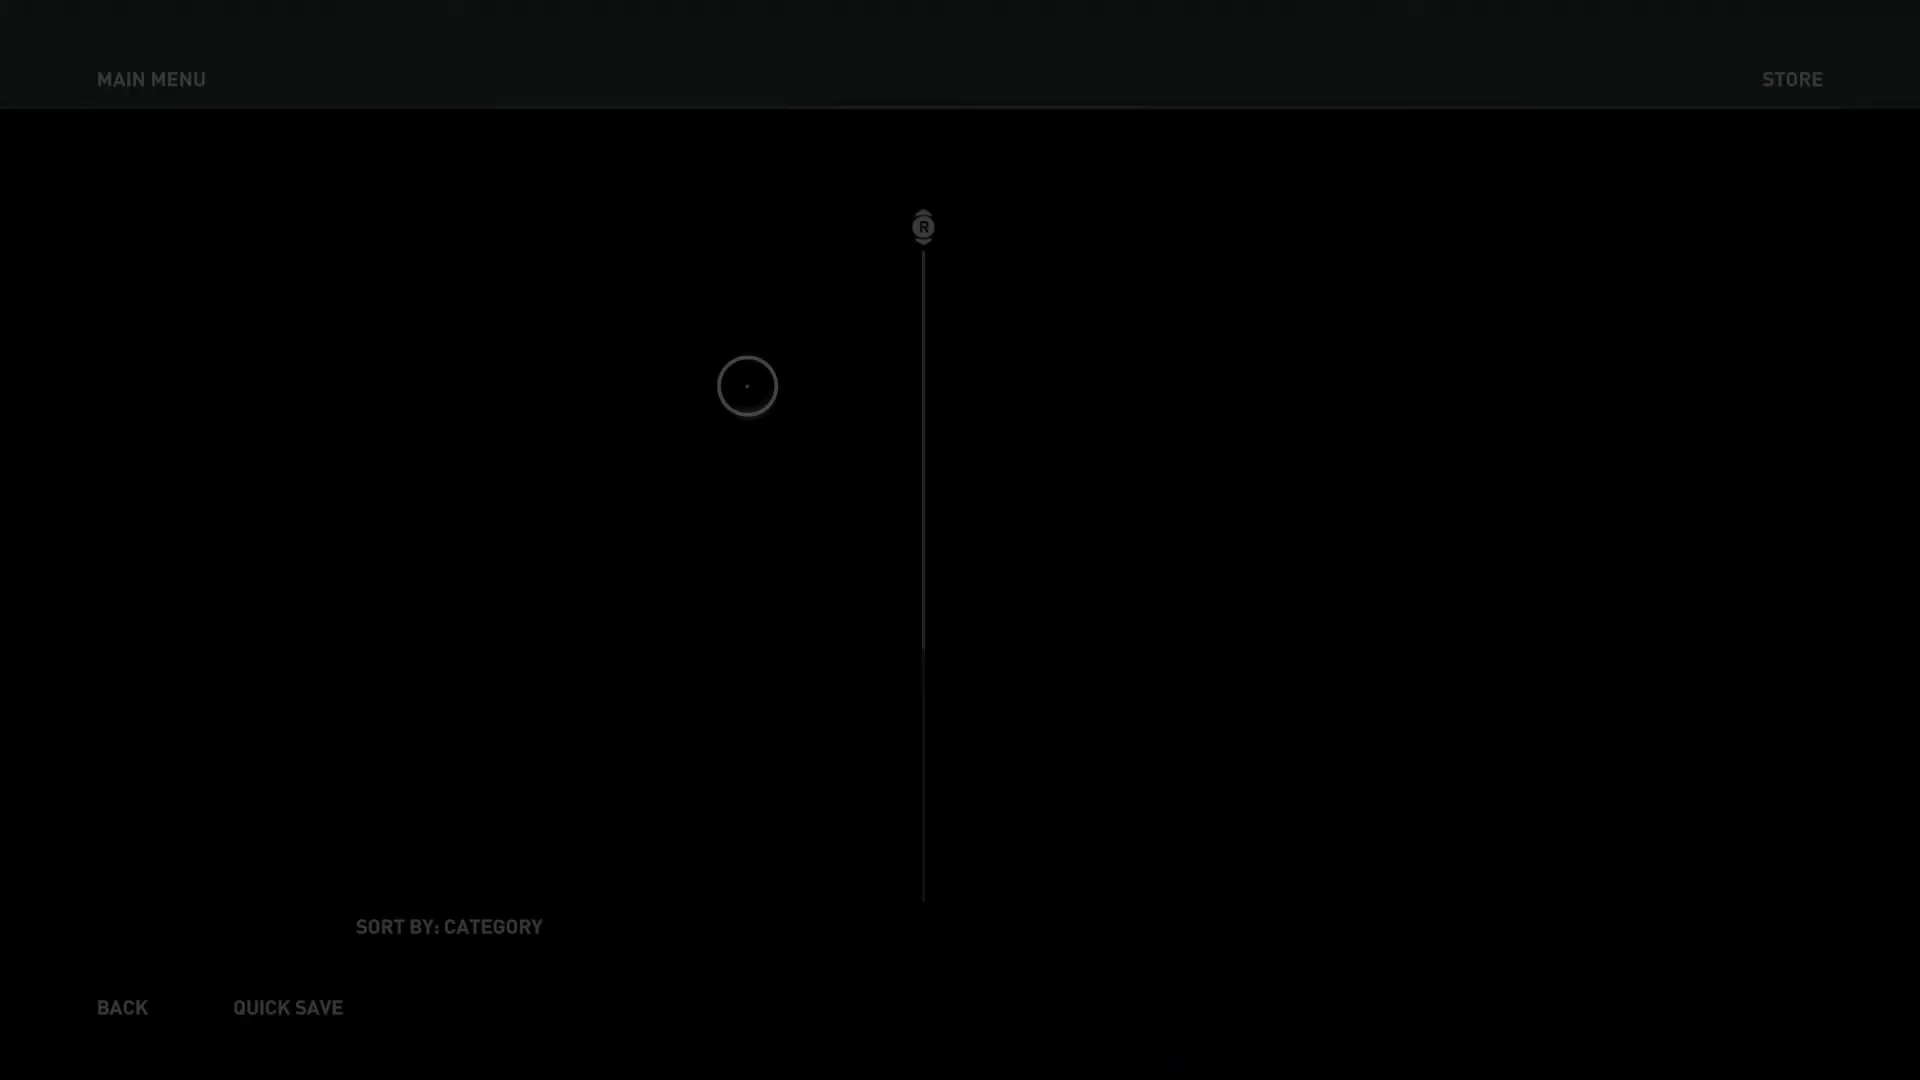 MAIN MENU
STORE
R
SORT BY: CATEGORY
BACK
QUICK SAVE